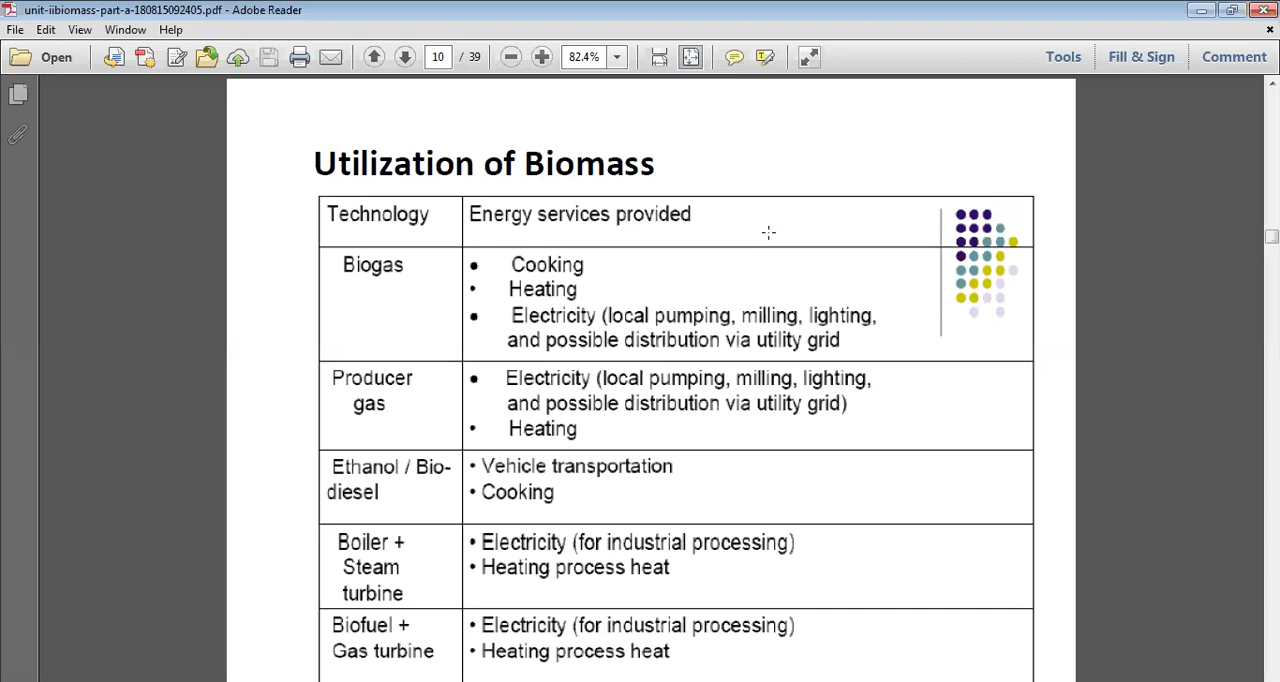 unit-iibiomass-part-a-180815092405.pdf - Adobe Reader
File Edit View Window Help
Open 10 / 39 82.4% Tools Fill & Sign Comment
Utilization of Biomass
Technology Energy services provided
Biogas • Cooking
• Heating
• Electricity (local pumping, milling, lighting,
and possible distribution via utility grid
Producer • Electricity (local pumping, milling, lighting,
gas and possible distribution via utility grid)
• Heating
Ethanol / Bio- • Vehicle transportation
diesel • Cooking
Boiler + • Electricity (for industrial processing)
Steam • Heating process heat
turbine
Biofuel + • Electricity (for industrial processing)
Gas turbine • Heating process heat